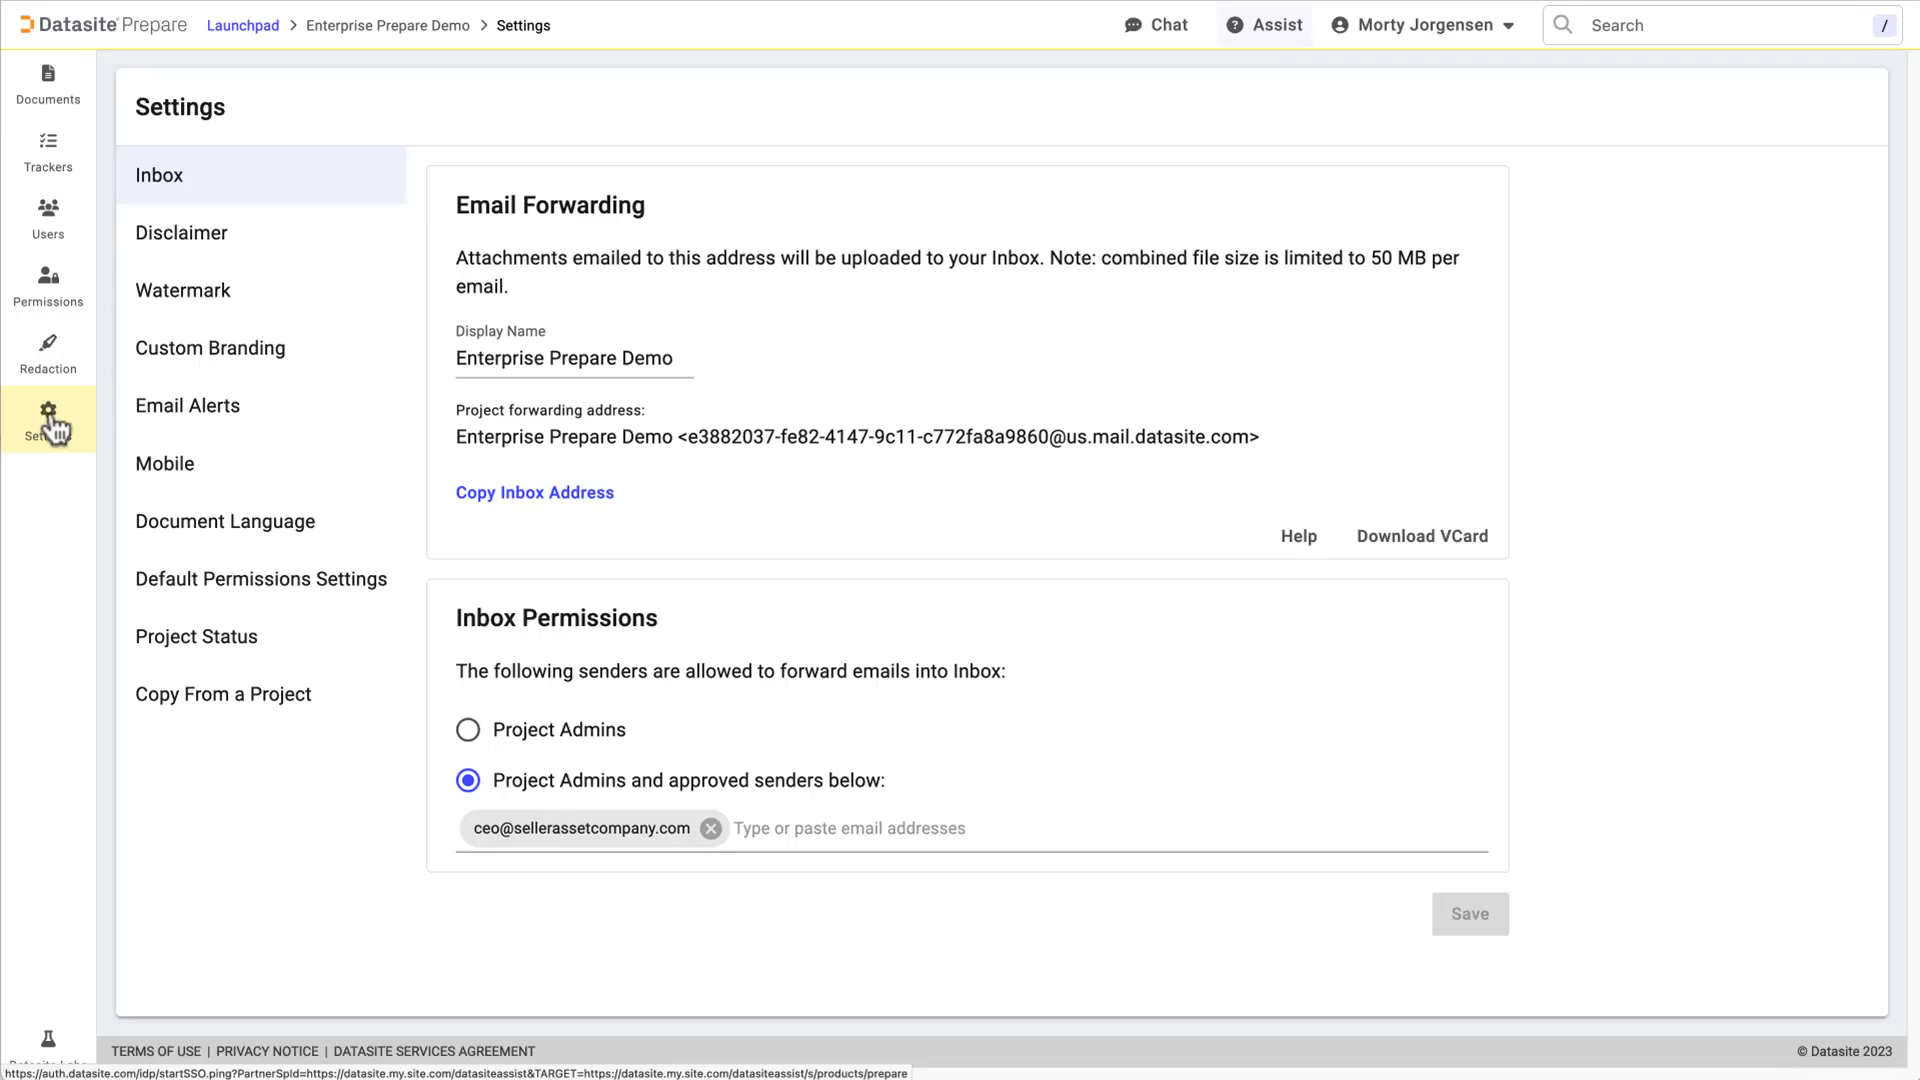 Datasite Prepare Launchpad > Enterprise Prepare Demo > Settings Chat Assist Morty Jorgensen Search /
Documents
Trackers
Users
Permissions
Redaction
Settings
Inbox
Disclaimer
Watermark
Custom Branding
Email Alerts
Mobile
Document Language
Default Permissions Settings
Project Status
Copy From a Project
Email Forwarding
Attachments emailed to this address will be uploaded to your Inbox. Note: combined file size is limited to 50 MB per
email.
Display Name
Enterprise Prepare Demo
Project forwarding address:
Enterprise Prepare Demo <e3882037-fe82-4147-9c11-c772fa8a9860@us.mail.datasite.com>
Copy Inbox Address
Help Download VCard
Inbox Permissions
The following senders are allowed to forward emails into Inbox:
Project Admins
Project Admins and approved senders below:
ceo@sellerassetcompany.com Type or paste email addresses
Save
TERMS OF USE | PRIVACY NOTICE | DATASITE SERVICES AGREEMENT © Datasite 2023
https://auth.datasite.com/idp/startSSO.ping?PartnerSpId=https://datasite.my.site.com/datasiteassist&TARGET=https://datasite.my.site.com/datasiteassist/s/products/prepare